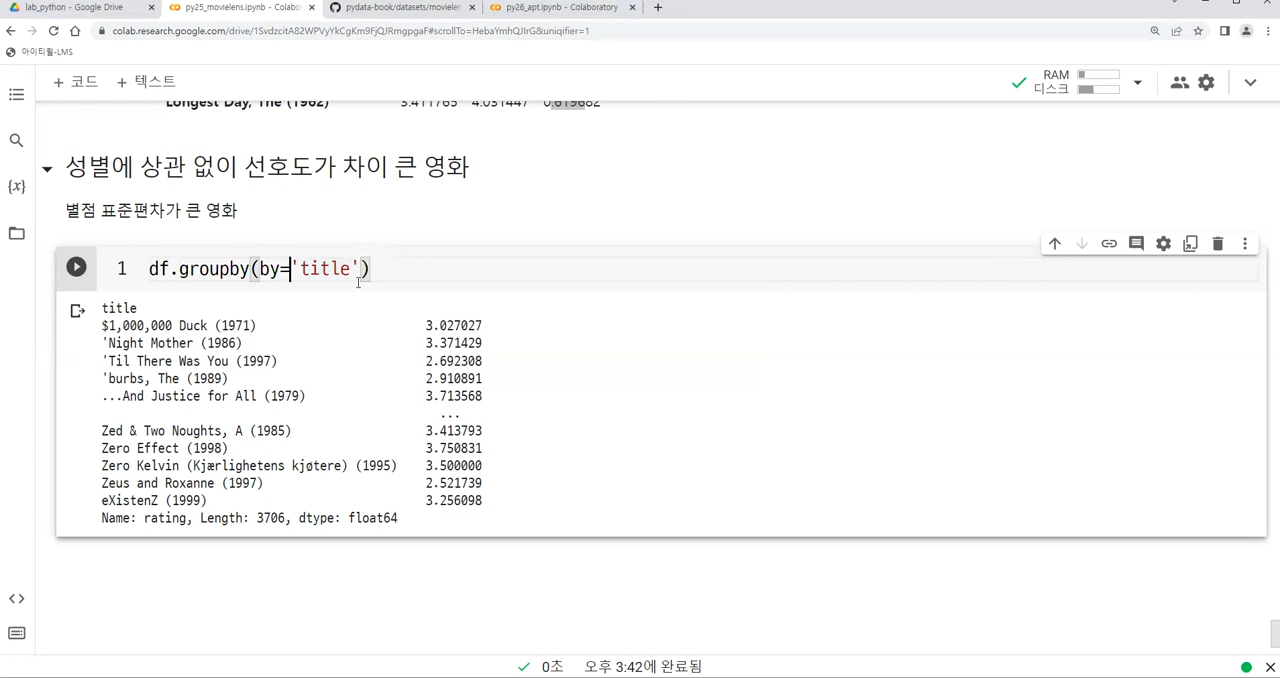 lab_python - Google Drive
py25_movielens.ipynb - Colabo
pydata-book/datasets/movielen
py26_apt.ipynb - Colaboratory
colab.research.google.com/drive/1SvdzcitA82WPVyYkCgKm9FjQJRmgpgaF#scrollTo=HebaYmhQJIrG&uniqifier=1
아이티윌-LMS
+ 코드 + 텍스트
RAM
디스크
Longest Day, The (1962) 3.411765 4.031447 0.619682
성별에 상관 없이 선호도가 차이 큰 영화
별점 표준편차가 큰 영화
1 df.groupby(by='title')
title
$1,000,000 Duck (1971) 3.027027
'Night Mother (1986) 3.371429
'Til There Was You (1997) 2.692308
'burbs, The (1989) 2.910891
...And Justice for All (1979) 3.713568
...
Zed & Two Noughts, A (1985) 3.413793
Zero Effect (1998) 3.750831
Zero Kelvin (Kjærlighetens kjøtere) (1995) 3.500000
Zeus and Roxanne (1997) 2.521739
eXistenZ (1999) 3.256098
Name: rating, Length: 3706, dtype: float64
0초 오후 3:42에 완료됨